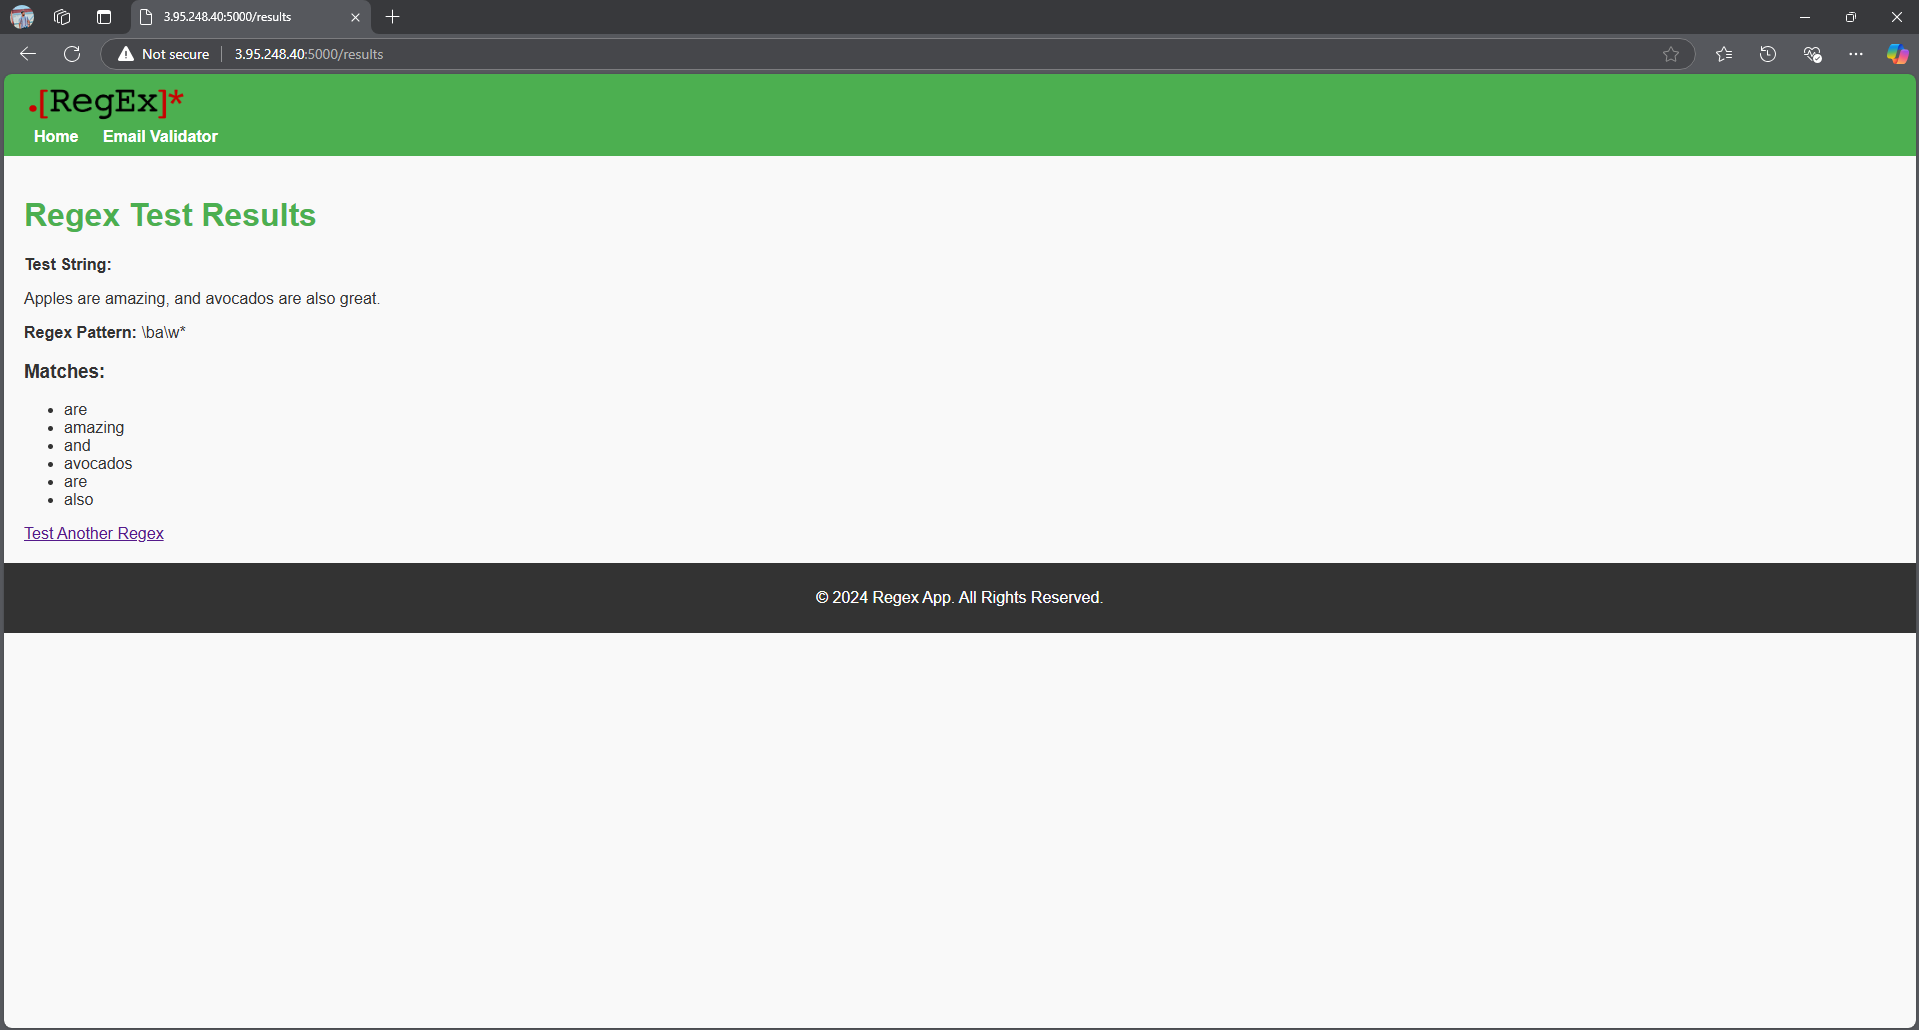 3.95.248.40:5000/results
Not secure 3.95.248.40:5000/results
.[RegEx]*
Home Email Validator
Regex Test Results
Test String:
Apples are amazing, and avocados are also great.
Regex Pattern: \ba\w*
Matches:
• are
• amazing
• and
• avocados
• are
• also
Test Another Regex
© 2024 Regex App. All Rights Reserved.